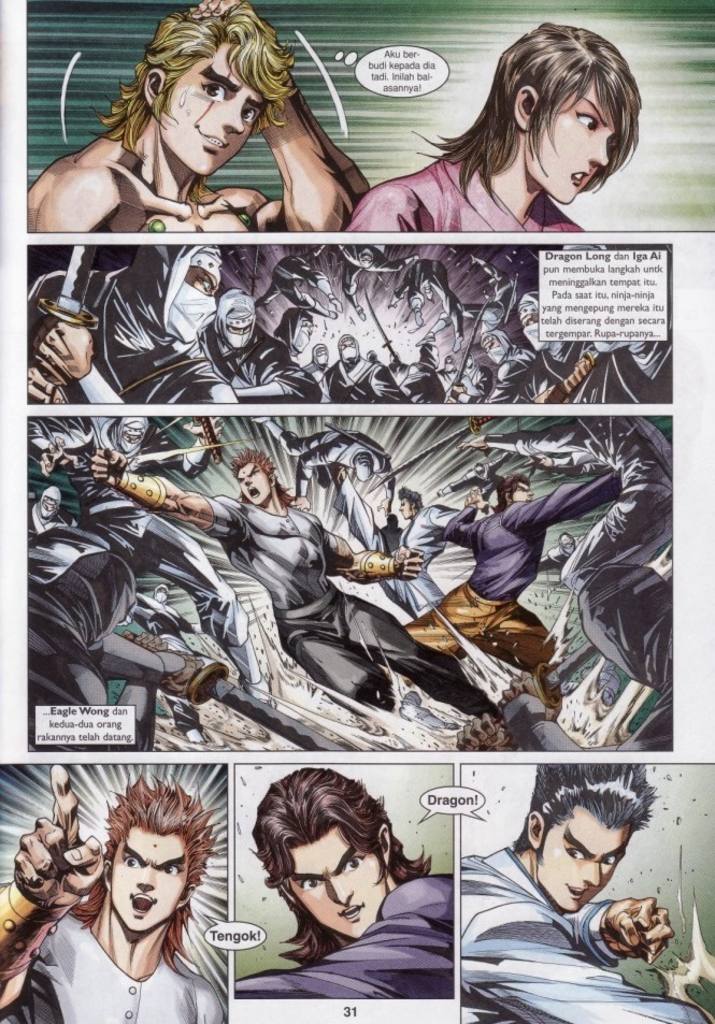 Aku ber-
budi kepada dia
tadi. Inilah bal-
asannya!
Dragon Long dan Iga Ai
pun membuka langkah untk
meninggalkan tempat itu.
Pada saat itu, ninja-ninja
yang mengepung mereka itu
telah diserang dengan secara
tergempar. Rupa-rupanya...
...Eagle Wong dan
kedua-dua orang
rakannya telah datang.
Tengok!
Dragon!
31